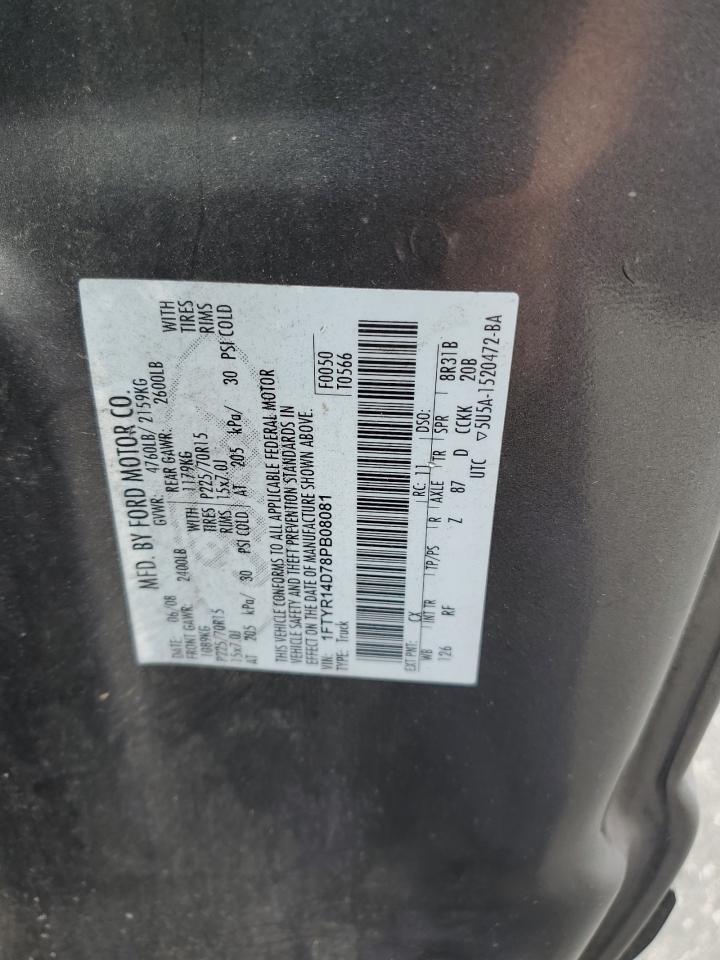 MFD. BY FORD MOTOR CO.
DATE: 06/08 GVWR: 4760LB/ 2159KG
FRONT GAWR: 2400LB REAR GAWR: 2600LB
1089KG WITH 1179KG WITH
P225/70R15 TIRES P225/70R15 TIRES
15x7.0J RIMS 15x7.0J RIMS
AT 205 kPa/ 30 PSI COLD AT 205 kPa/ 30 PSI COLD
THIS VEHICLE CONFORMS TO ALL APPLICABLE FEDERAL MOTOR
VEHICLE SAFETY AND THEFT PREVENTION STANDARDS IN
EFFECT ON THE DATE OF MANUFACTURE SHOWN ABOVE.
VIN: 1FTYR14D78PB08081 F0050
TYPE: Truck T0566
EXT PNT: CX RC: 11 DSO:
WB INT TR TP/PS R AXLE TR SPR 8R31B
126 RF Z 87 D CCKK 20B
UTC ▽5U5A-1520472-BA